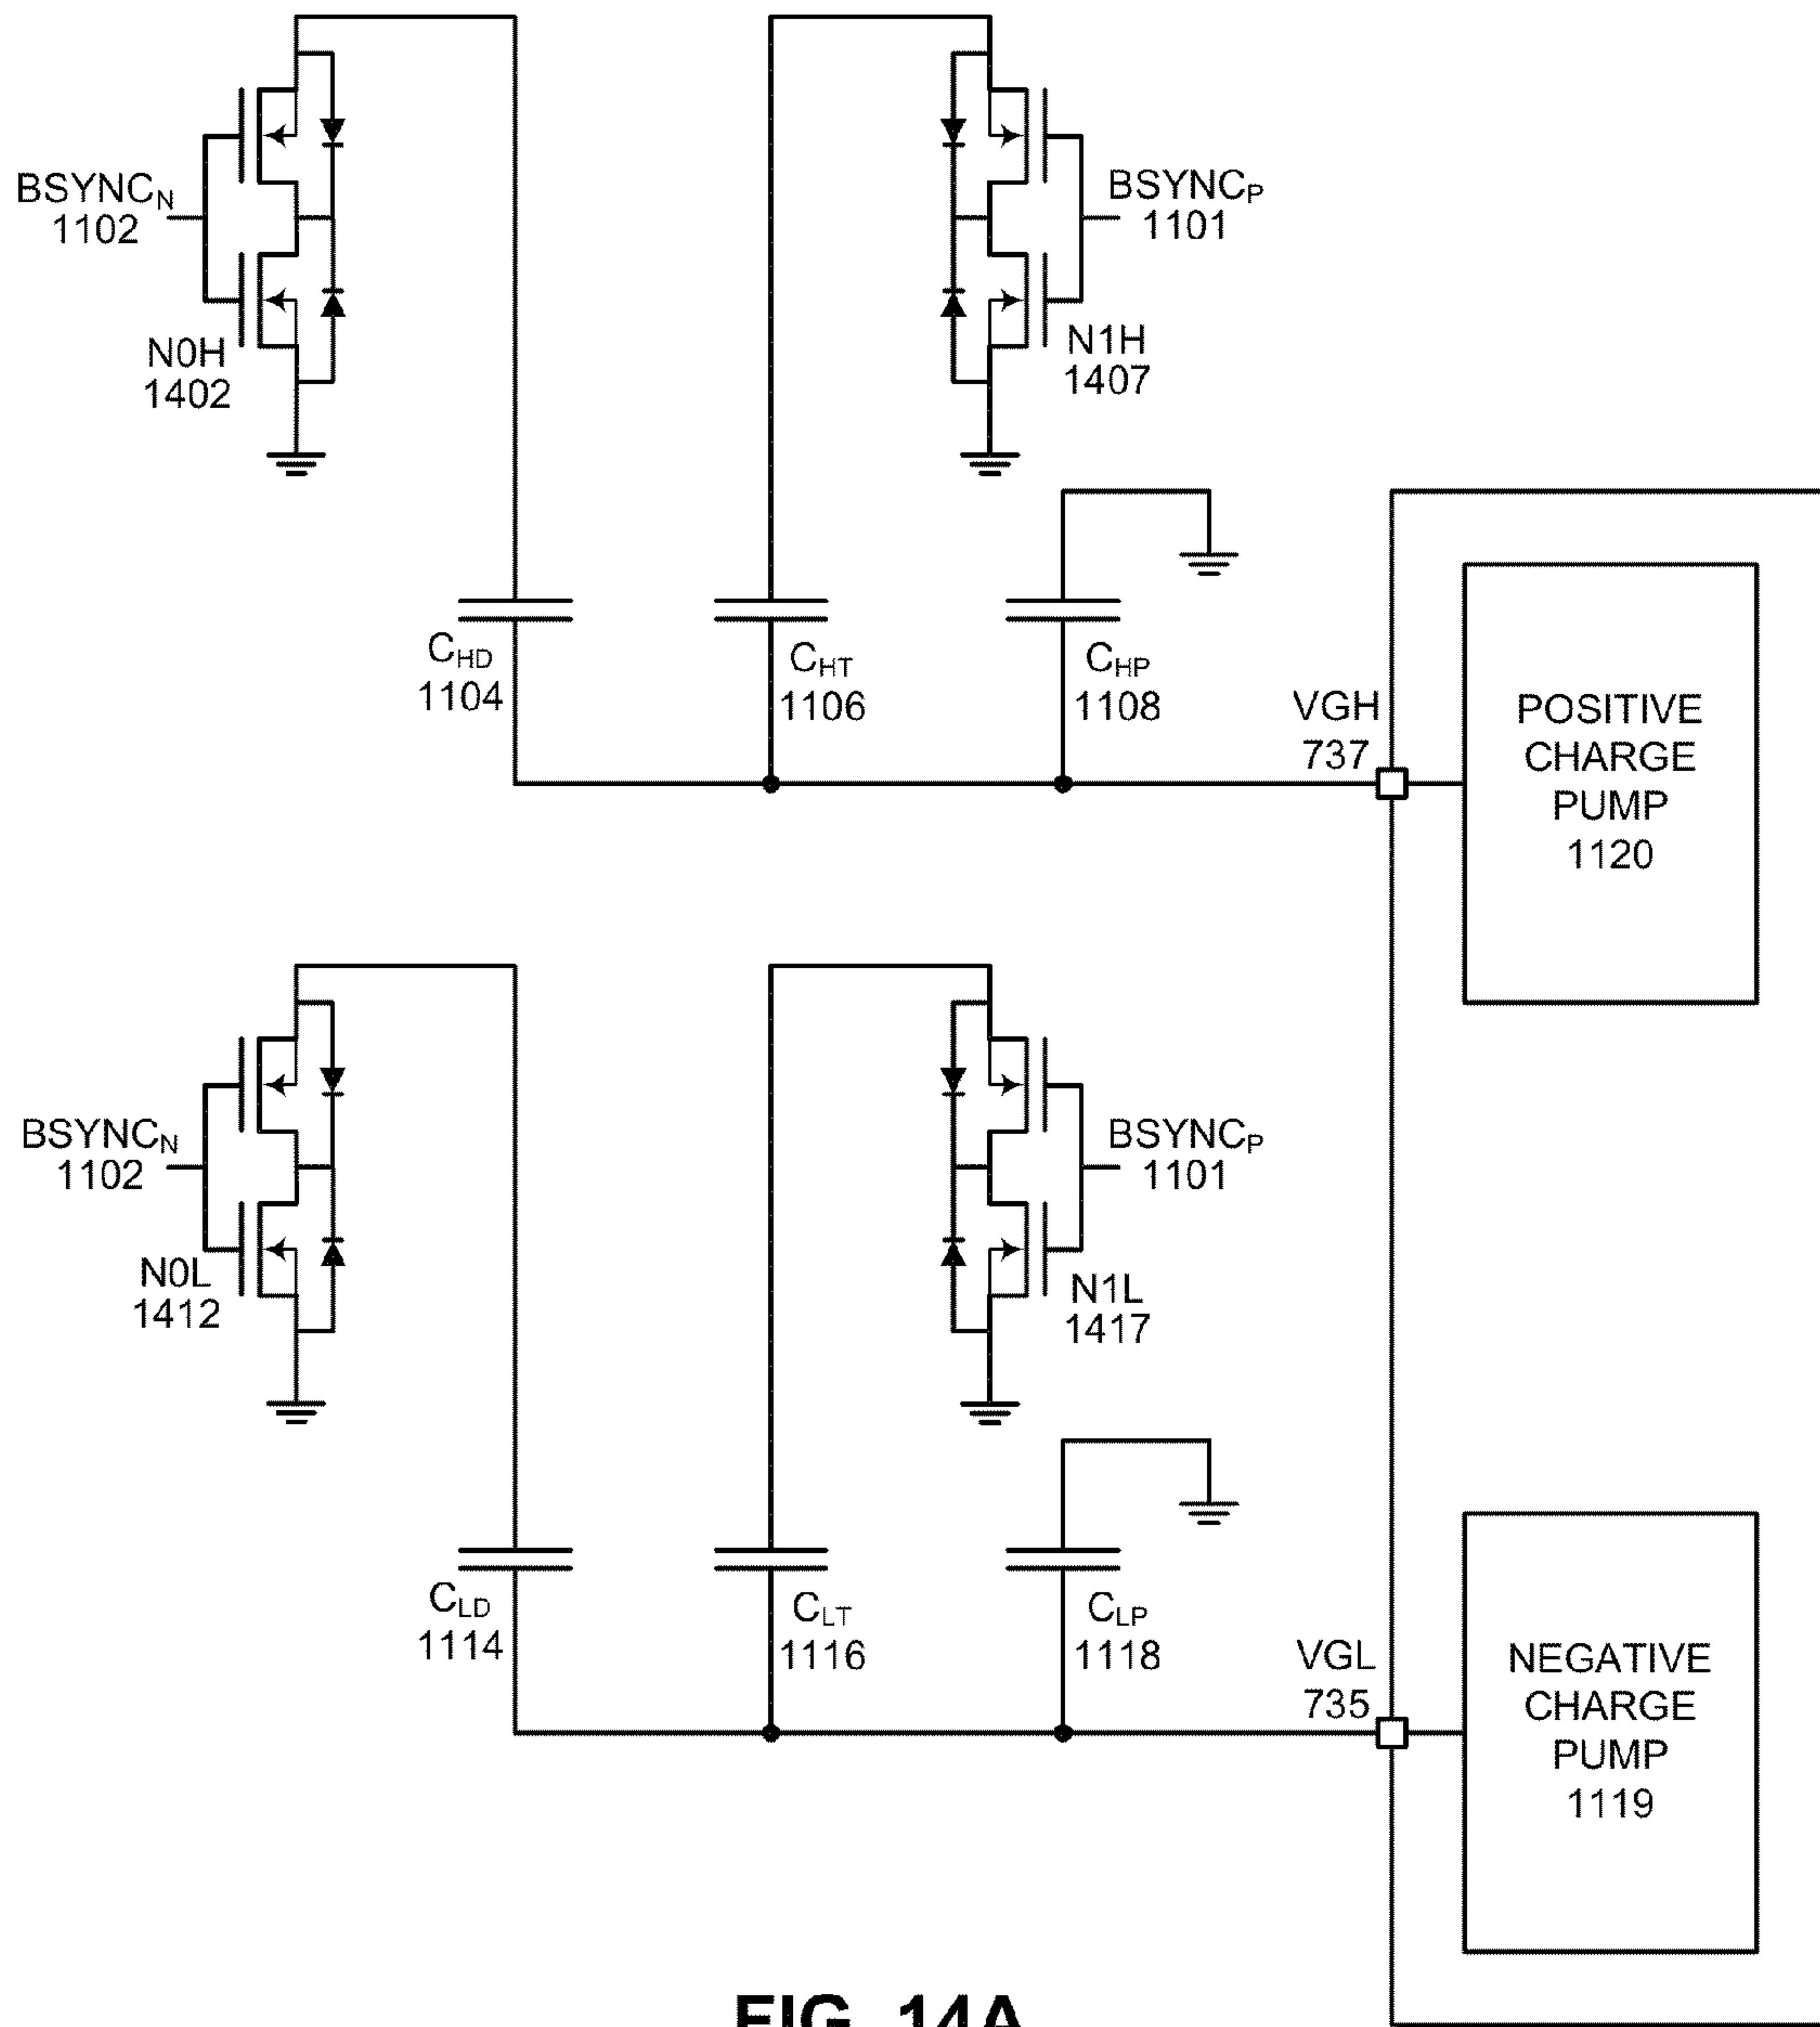 BSYNCN
1102
BSYNCP
1101
N0H
1402
N1H
1407
CHD
1104
CHT
1106
CHP
1108
VGH
737
POSITIVE
CHARGE
PUMP
1120
BSYNCN
1102
BSYNCP
1101
N0L
1412
N1L
1417
CLD
1114
CLT
1116
CLP
1118
VGL
735
NEGATIVE
CHARGE
PUMP
1119
FIG. 14A